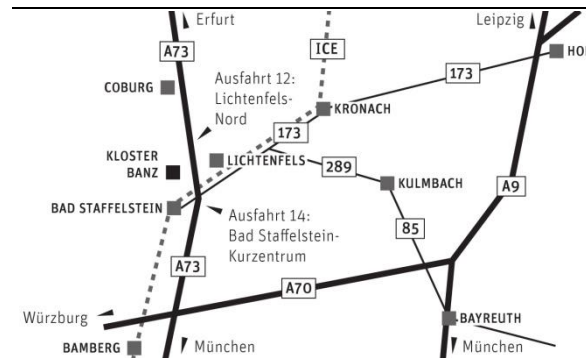 Erfurt
Leipzig
A73
ICE
173
COBURG
Ausfahrt 12:
Lichtenfels-
Nord
KRONACH
173
KLOSTER
BANZ
LICHTENFELS
289
KULMBACH
A9
BAD STAFFELSTEIN
Ausfahrt 14:
Bad Staffelstein-
Kurzentrum
85
A73
A70
Würzburg
BAYREUTH
BAMBERG
München
München